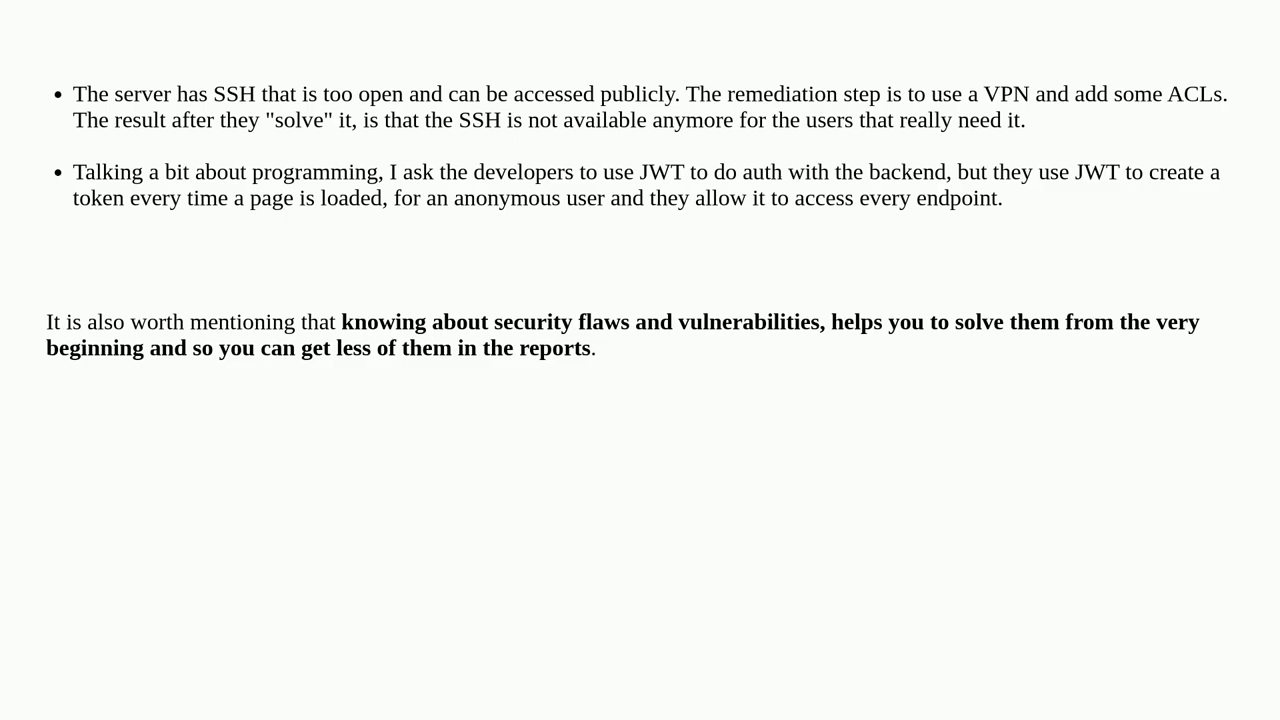 • The server has SSH that is too open and can be accessed publicly. The remediation step is to use a VPN and add some ACLs.
The result after they "solve" it, is that the SSH is not available anymore for the users that really need it.
• Talking a bit about programming, I ask the developers to use JWT to do auth with the backend, but they use JWT to create a
token every time a page is loaded, for an anonymous user and they allow it to access every endpoint.
It is also worth mentioning that knowing about security flaws and vulnerabilities, helps you to solve them from the very
beginning and so you can get less of them in the reports.